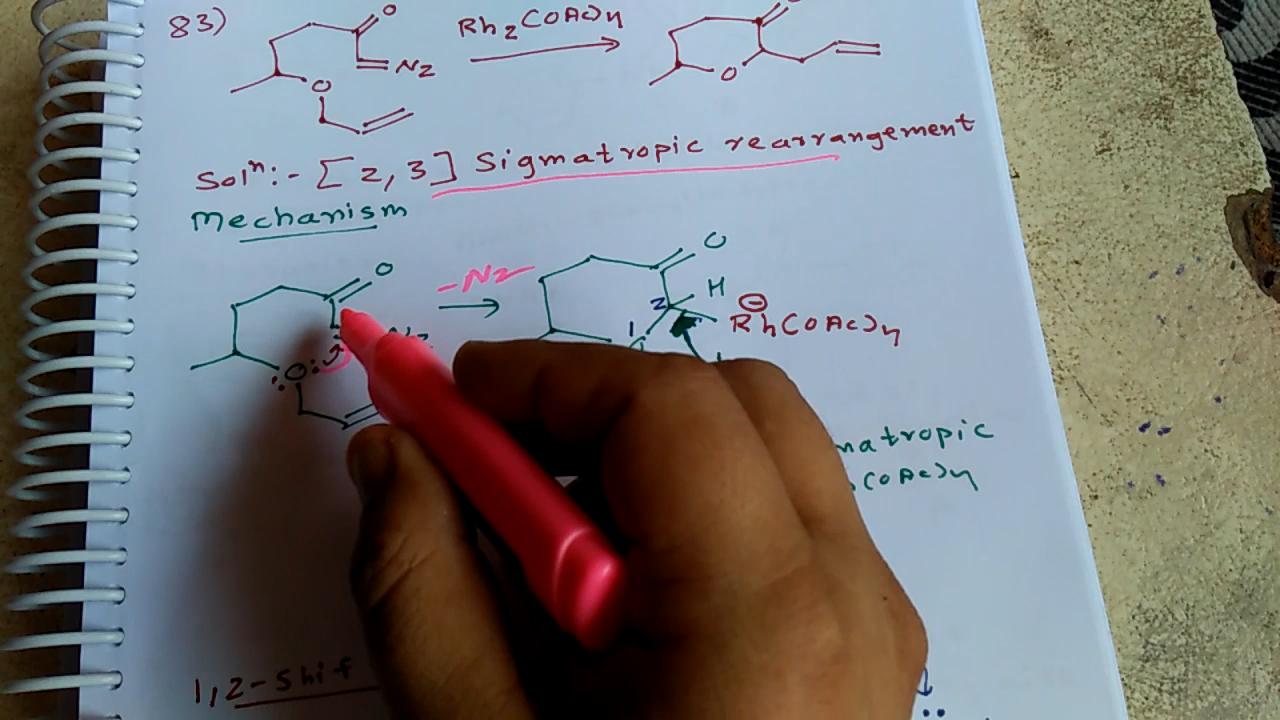 83) O Rh2(OAc)4 O
N2
O O
Solⁿ:- [2,3] Sigmatropic rearrangement
Mechanism
O -N2 O
2 H ⊖
1 Rh(OAc)4
:O:
matropic
(OAc)4
1,2-Shif